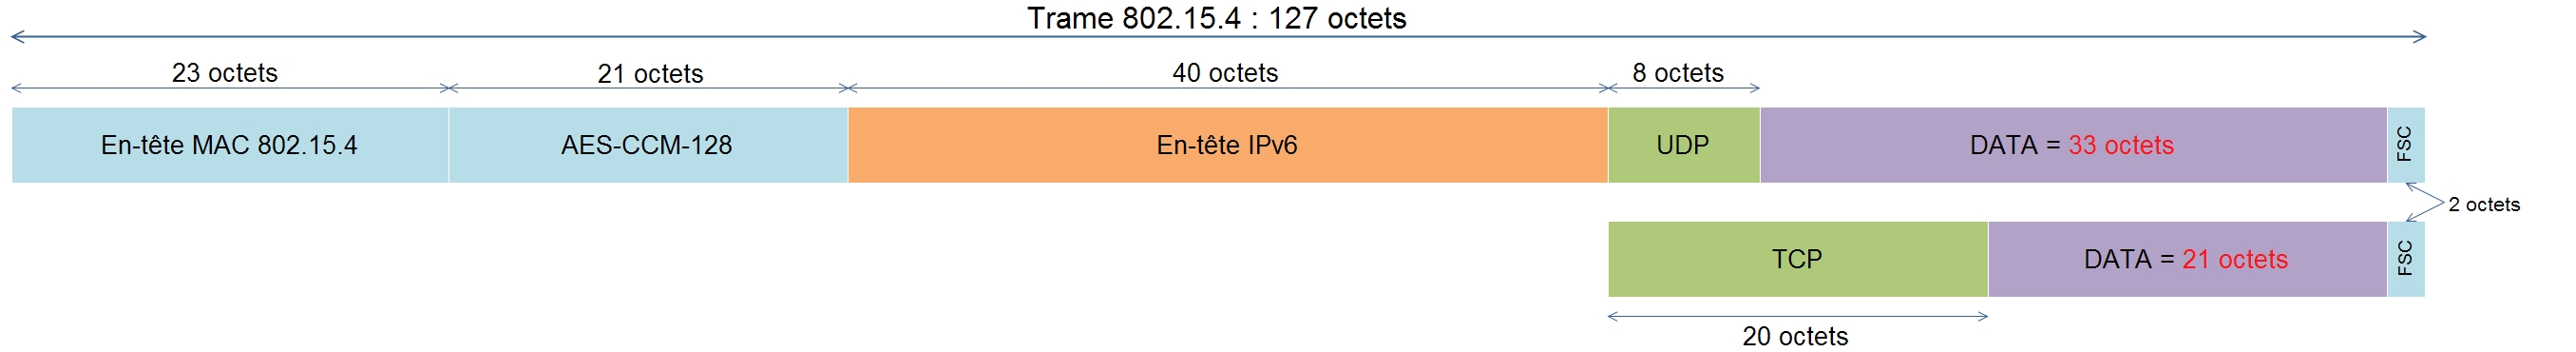 Trame 802.15.4 : 127 octets
23 octets
21 octets
40 octets
8 octets
En-tête MAC 802.15.4
AES-CCM-128
En-tête IPv6
UDP
DATA = 33 octets
FSC
2 octets
TCP
DATA = 21 octets
FSC
20 octets